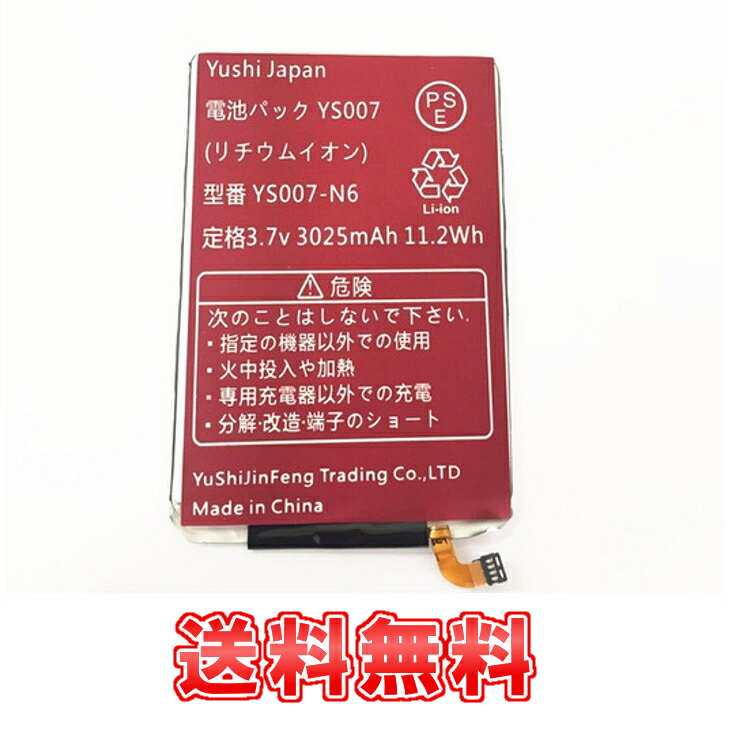 Yushi Japan
電池パック YS007
(リチウムイオン)
型番 YS007-N6
定格3.7v 3025mAh 11.2Wh
PS
E
Li-ion
危険
次のことはしないで下さい.
・指定の機器以外での使用
・火中投入や加熱
・専用充電器以外での充電
・分解·改造·端子のショート
YuShiJinFeng Trading Co.,LTD
Made in China
送料無料